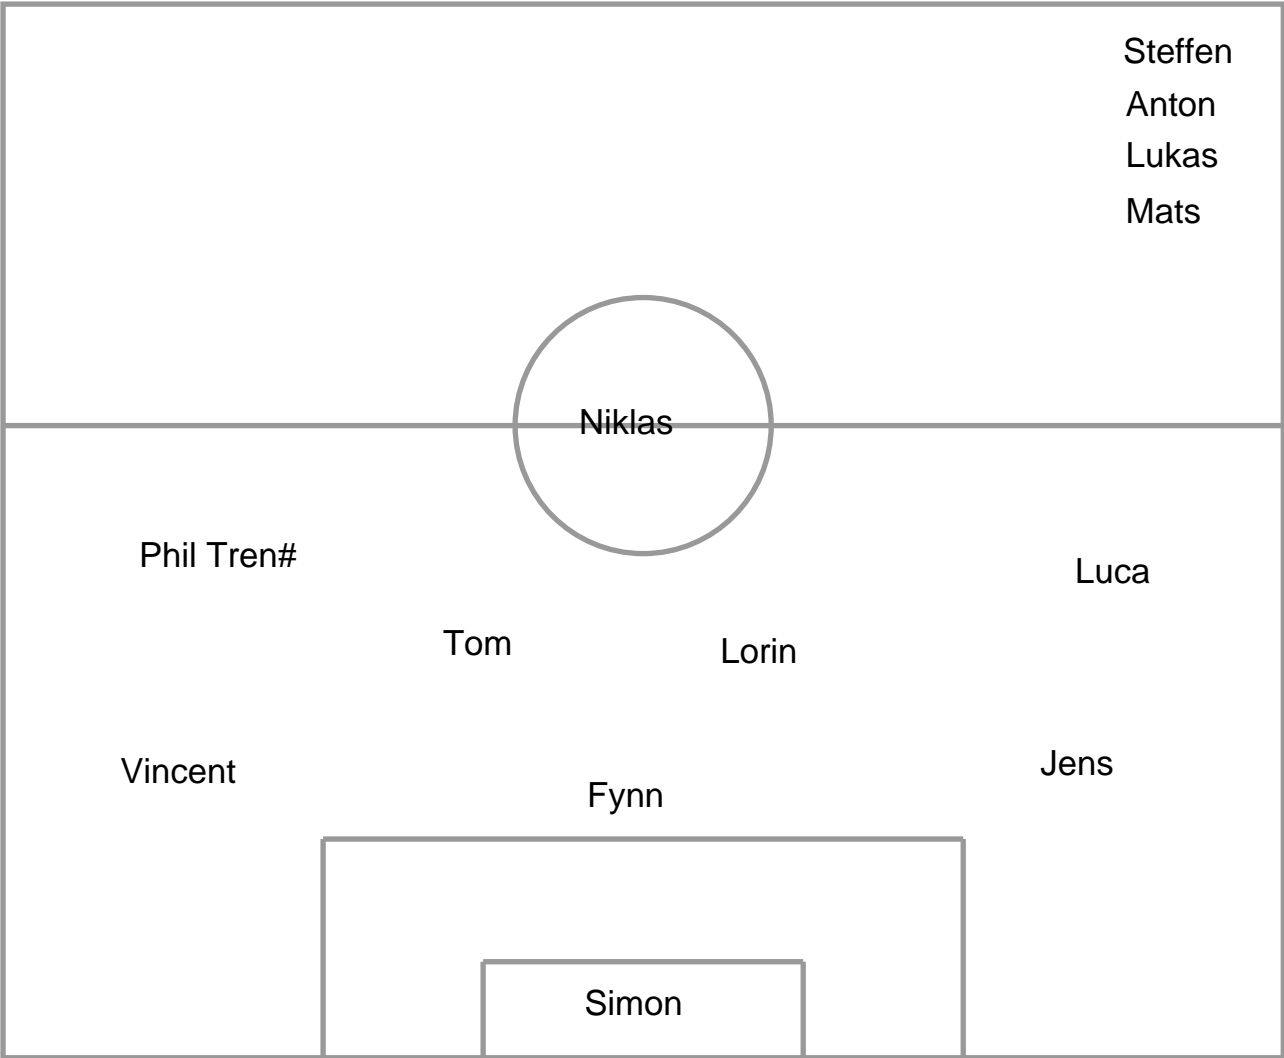 Steffen
Anton
Lukas
Mats
Niklas
Phil Tren#
Luca
Tom
Lorin
Vincent
Jens
Fynn
Simon